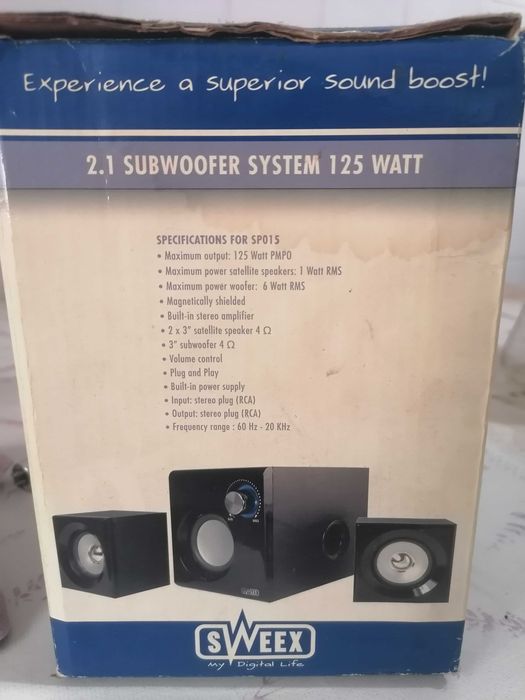 Experience a superior sound boost!
2.1 SUBWOOFER SYSTEM 125 WATT
SPECIFICATIONS FOR SP015
• Maximum output: 125 Watt PMPO
• Maximum power satellite speakers: 1 Watt RMS
• Maximum power woofer: 6 Watt RMS
• Magnetically shielded
• Built-in stereo amplifier
• 2 x 3" satellite speaker 4 Ω
• 3" subwoofer 4 Ω
• Volume control
• Plug and Play
• Built-in power supply
• Input: stereo plug (RCA)
• Output: stereo plug (RCA)
• Frequency range : 60 Hz - 20 KHz
SWEEX
My Digital Life